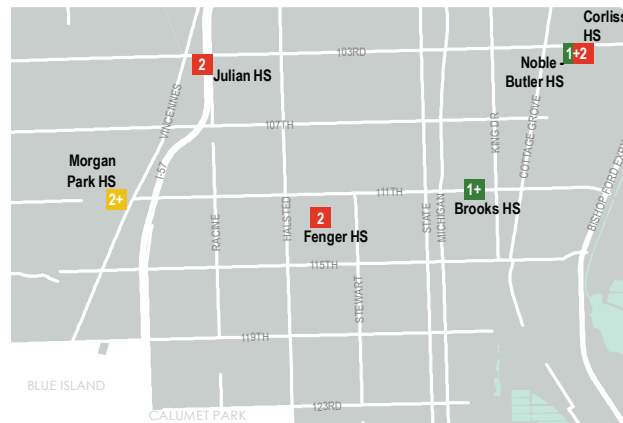 Corliss
HS
103RD
1+2
2
Noble -
Butler HS
Julian HS
VINCENNES
107TH
KING DR
COTTAGE GROVE
Morgan
Park HS
I-57
2+
111TH
1+
BISHOP FORD EXPW
RACINE
HALSTED
2
STATE
MICHIGAN
Brooks HS
Fenger HS
115TH
STEWART
119TH
BLUE ISLAND
CALUMET PARK
123RD